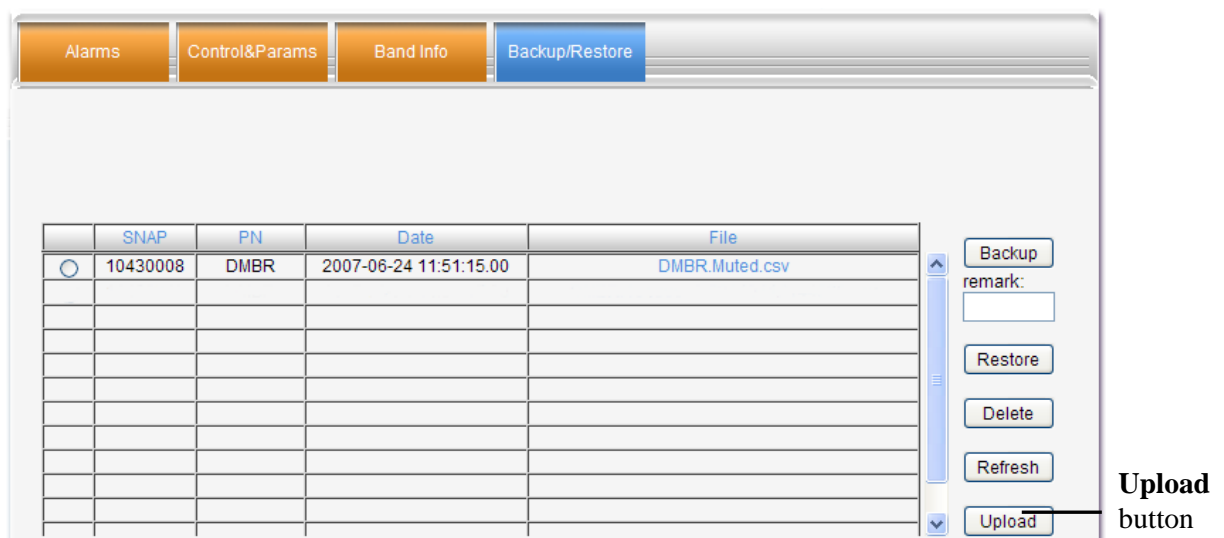 Alarms Control&Params Band Info Backup/Restore
SNAP PN Date File
10430008 DMBR 2007-06-24 11:51:15.00 DMBR.Muted.csv
Backup
remark:
Restore
Delete
Refresh
Upload
Upload
button